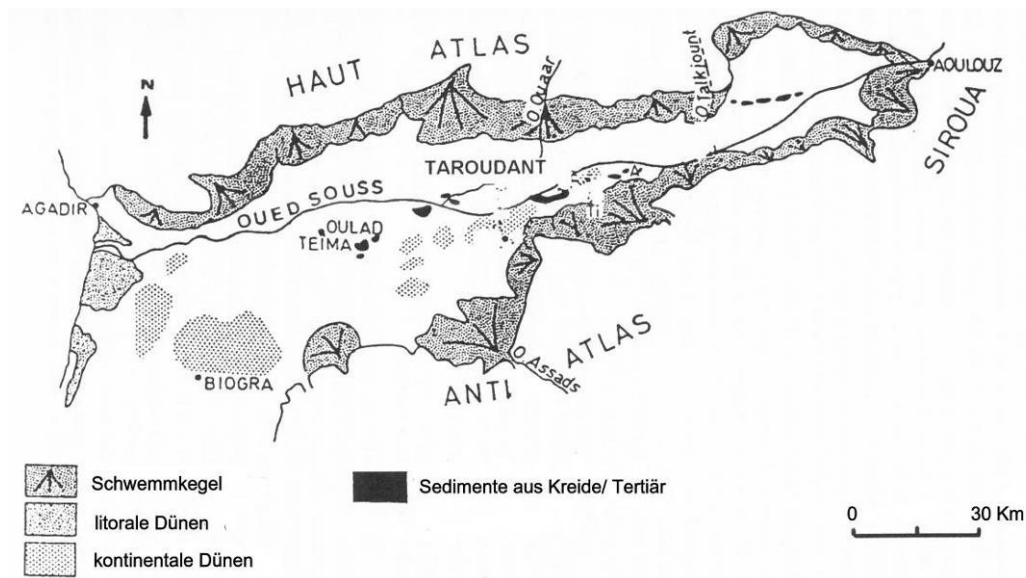 HAUT ATLAS
N
O Ouaar
O Talkjount
AOULOUZ
SIROUA
TAROUDANT
AGADIR
OUED SOUSS
OULAD
TEIMA
BIOGRA
O Assads
ANTI ATLAS
Schwemmkegel
litorale Dünen
kontinentale Dünen
Sedimente aus Kreide/ Tertiär
0 30 Km